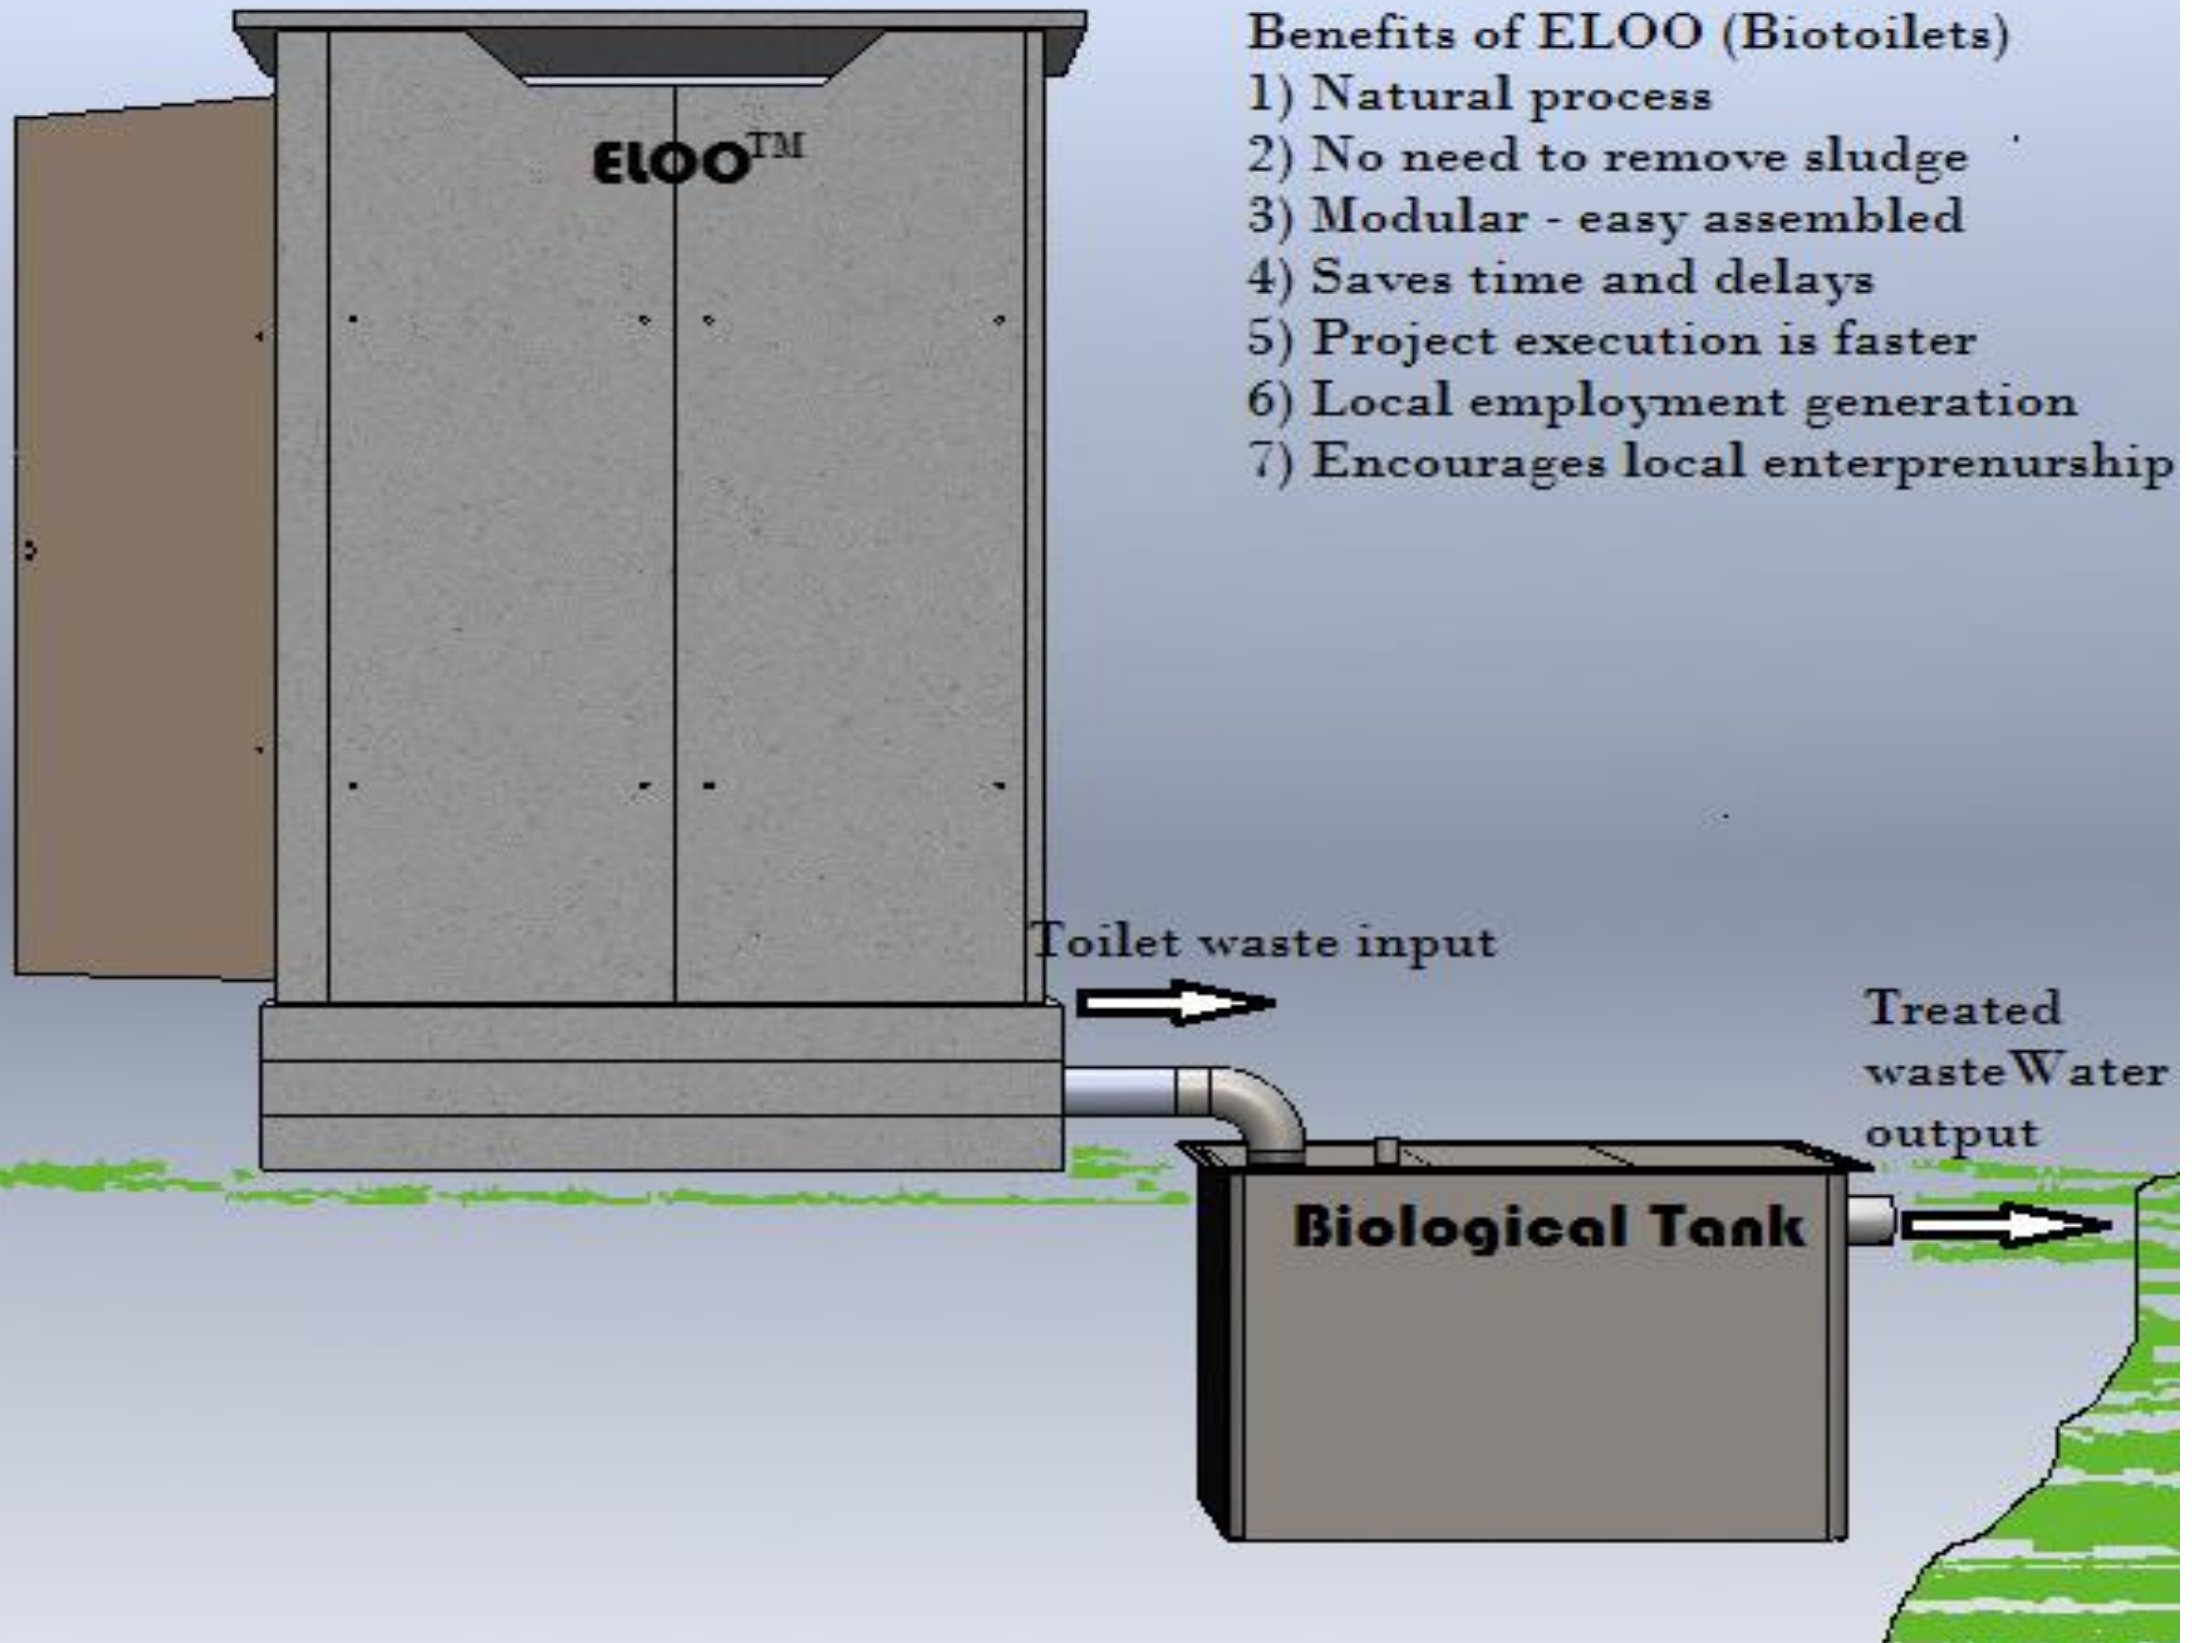 Benefits of ELOO (Biotoilets)
1) Natural process
2) No need to remove sludge
3) Modular - easy assembled
4) Saves time and delays
5) Project execution is faster
6) Local employment generation
7) Encourages local enterprenurship
ELOO™
Toilet waste input
Treated
wasteWater
output
Biological Tank